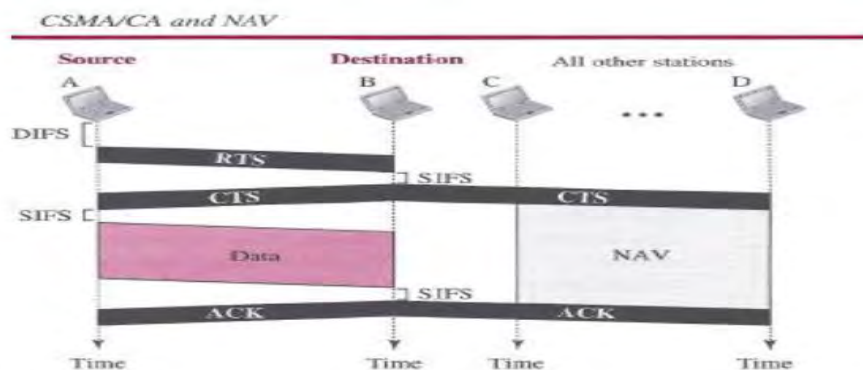 CSMA/CA and NAV
Source Destination All other stations
A B C ... D
DIFS
RTS
SIFS
CTS CTS
SIFS
Data NAV
SIFS
ACK ACK
Time Time Time Time